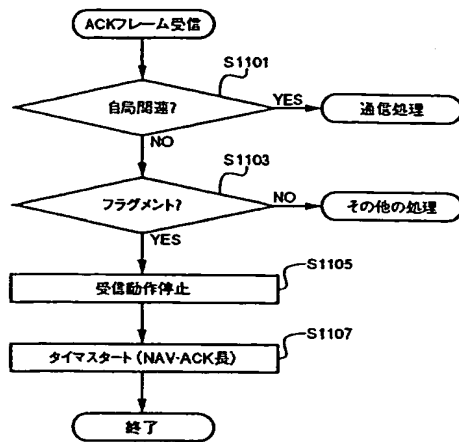 ACKフレーム受信
S1101
自局関連?
YES
通信処理
NO
S1103
フラグメント?
NO
その他の処理
YES
S1105
受信動作停止
S1107
タイマスタート(NAV-ACK長)
終了